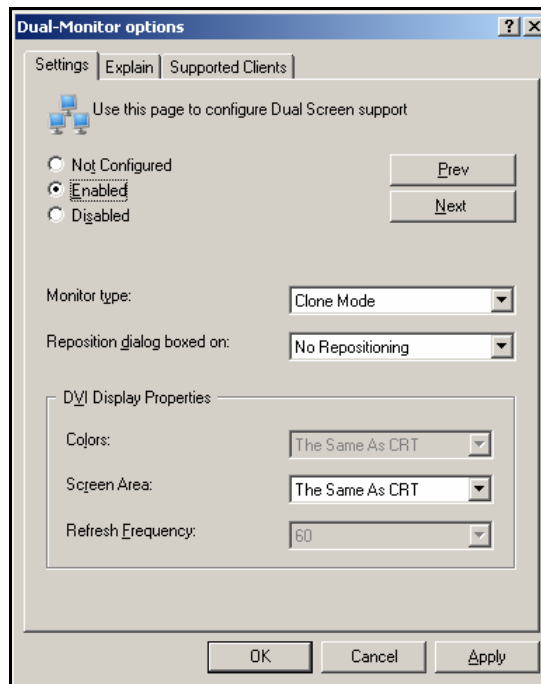 Dual-Monitor options
Settings Explain Supported Clients
Use this page to configure Dual Screen support
Not Configured
Enabled
Disabled
Prev
Next
Monitor type: Clone Mode
Reposition dialog boxed on: No Repositioning
DVI Display Properties
Colors: The Same As CRT
Screen Area: The Same As CRT
Refresh Frequency: 60
OK Cancel Apply